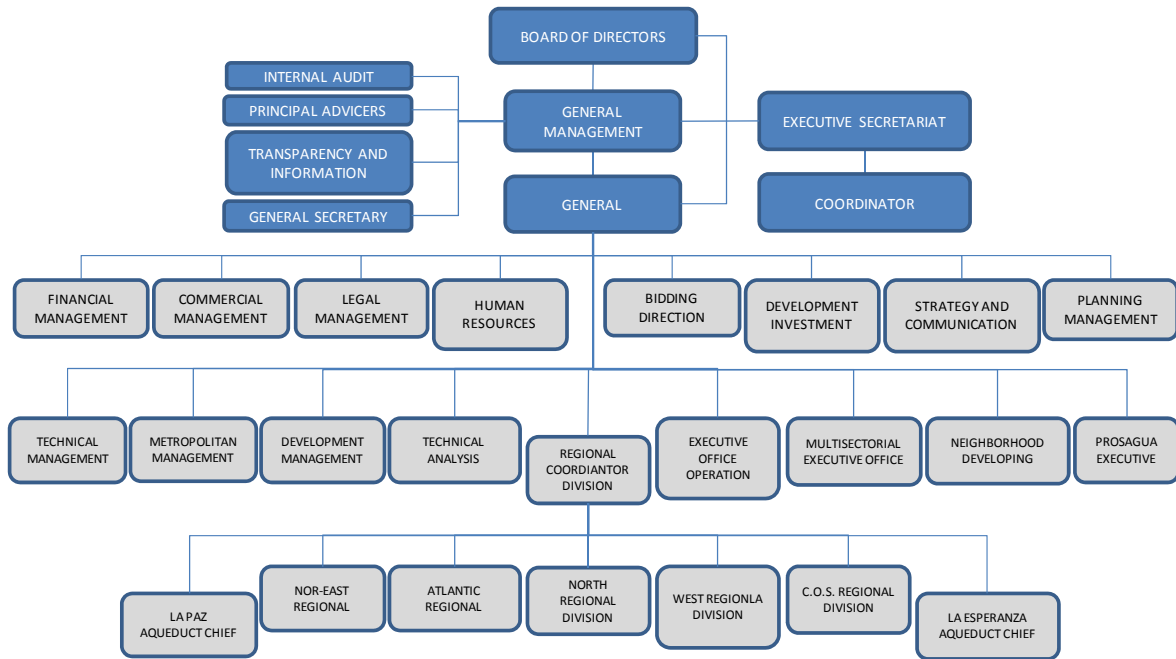 BOARD OF DIRECTORS
INTERNAL AUDIT
PRINCIPAL ADVICERS
TRANSPARENCY AND
INFORMATION
GENERAL SECRETARY
GENERAL
MANAGEMENT
EXECUTIVE SECRETARIAT
GENERAL
COORDINATOR
FINANCIAL
MANAGEMENT
COMMERCIAL
MANAGEMENT
LEGAL
MANAGEMENT
HUMAN
RESOURCES
BIDDING
DIRECTION
DEVELOPMENT
INVESTMENT
STRATEGY AND
COMMUNICATION
PLANNING
MANAGEMENT
TECHNICAL
MANAGEMENT
METROPOLITAN
MANAGEMENT
DEVELOPMENT
MANAGEMENT
TECHNICAL
ANALYSIS
REGIONAL
COORDIANTOR
DIVISION
EXECUTIVE
OFFICE
OPERATION
MULTISECTORIAL
EXECUTIVE OFFICE
NEIGHBORHOOD
DEVELOPING
PROSAGUA
EXECUTIVE
LA PAZ
AQUEDUCT CHIEF
NOR-EAST
REGIONAL
ATLANTIC
REGIONAL
NORTH
REGIONAL
DIVISION
WEST REGIONLA
DIVISION
C.O.S. REGIONAL
DIVISION
LA ESPERANZA
AQUEDUCT CHIEF